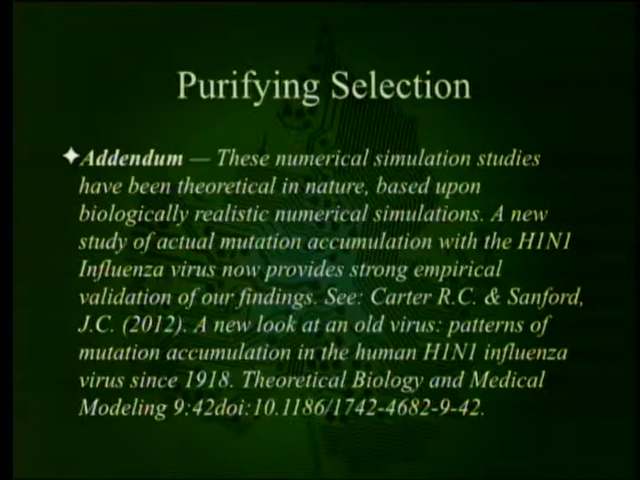 Purifying Selection
✦Addendum — These numerical simulation studies
have been theoretical in nature, based upon
biologically realistic numerical simulations. A new
study of actual mutation accumulation with the H1N1
Influenza virus now provides strong empirical
validation of our findings. See: Carter R.C. & Sanford,
J.C. (2012). A new look at an old virus: patterns of
mutation accumulation in the human H1N1 influenza
virus since 1918. Theoretical Biology and Medical
Modeling 9:42doi:10.1186/1742-4682-9-42.